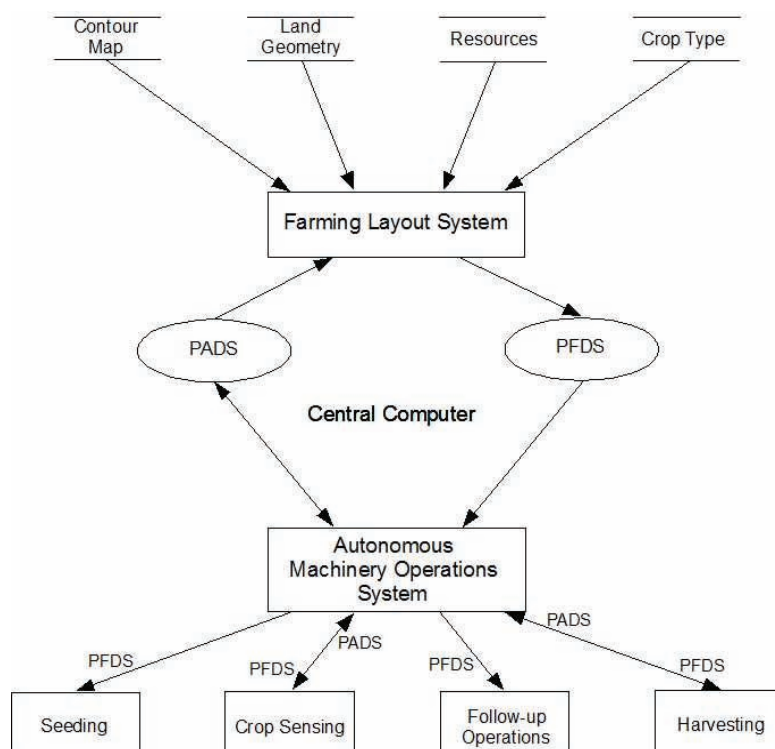 Contour
Map
Land
Geometry
Resources
Crop Type
Farming Layout System
PADS
PFDS
Central Computer
Autonomous
Machinery Operations
System
PFDS
PFDS
PADS
PFDS
PADS
PFDS
Seeding
Crop Sensing
Follow-up
Operations
Harvesting